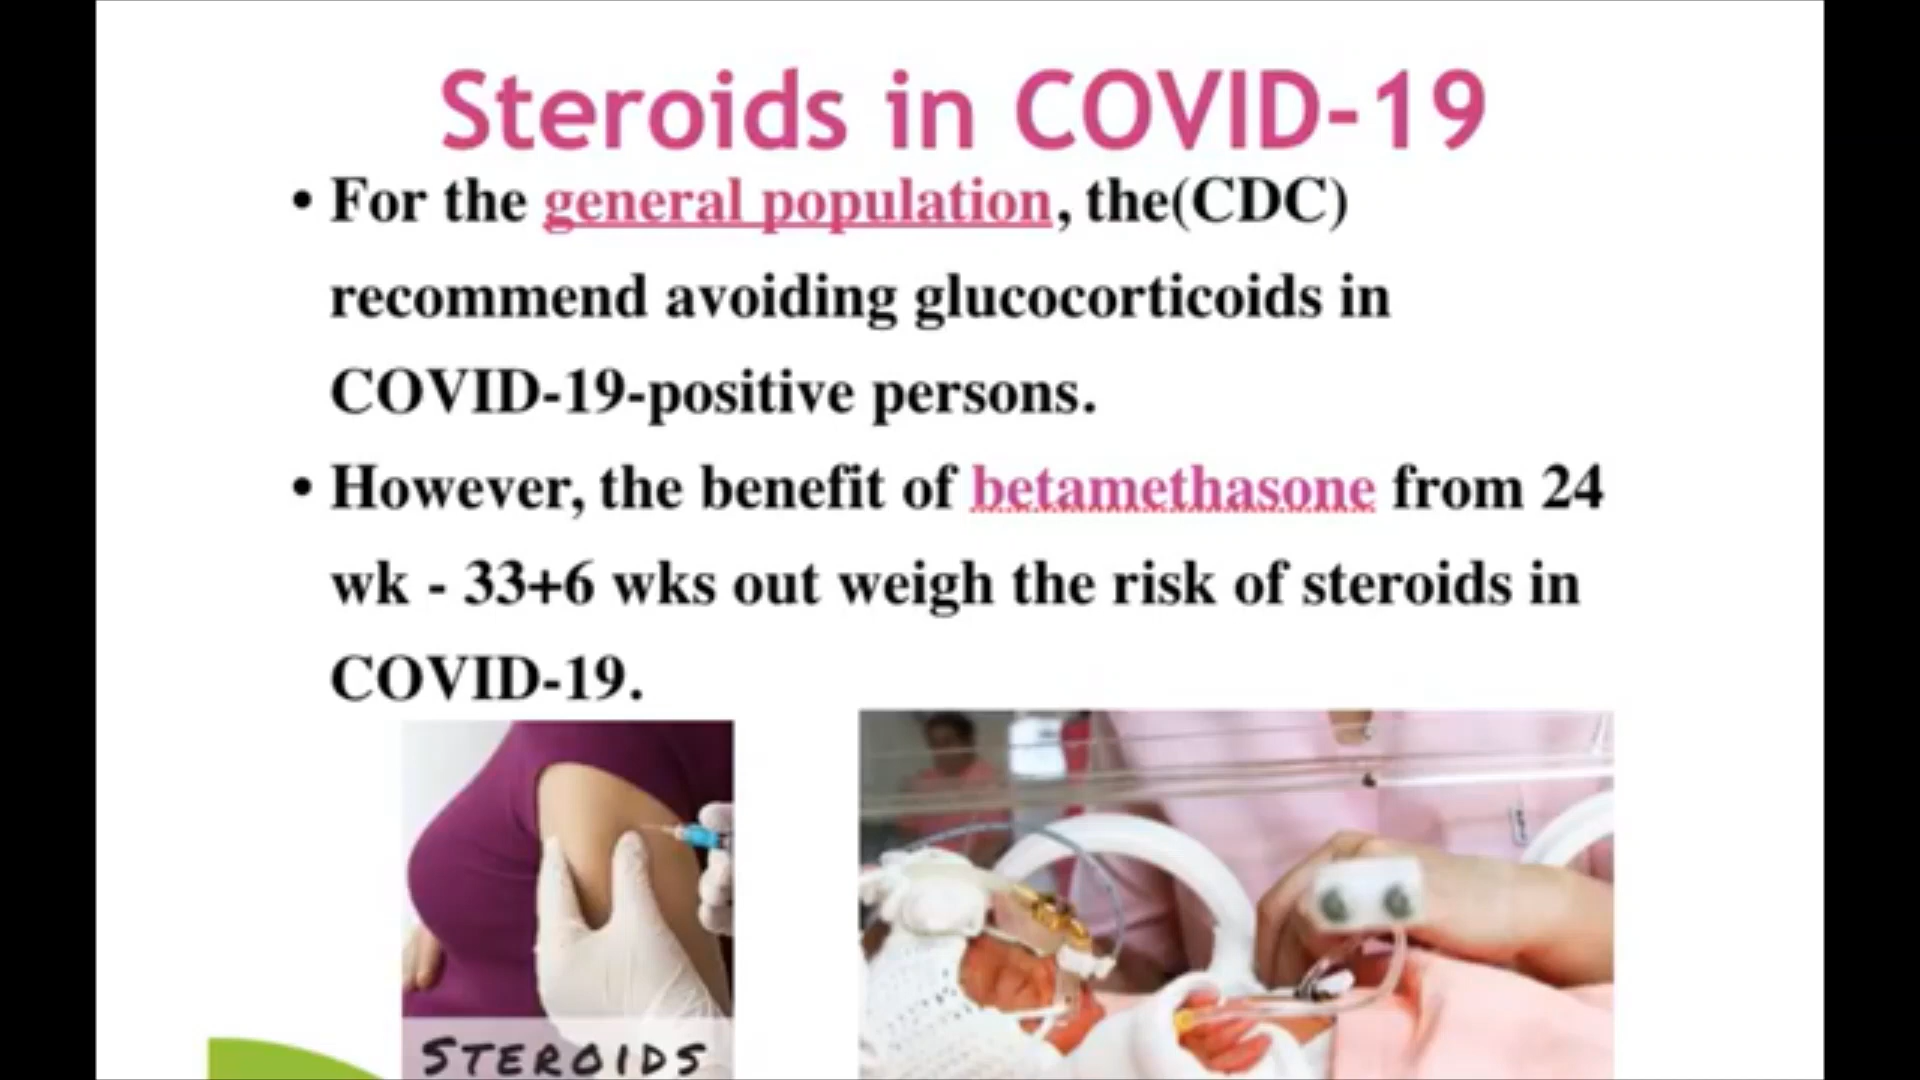 Steroids in COVID-19
• For the general population, the(CDC)
recommend avoiding glucocorticoids in
COVID-19-positive persons.
• However, the benefit of betamethasone from 24
wk - 33+6 wks out weigh the risk of steroids in
COVID-19.
STEROIDS